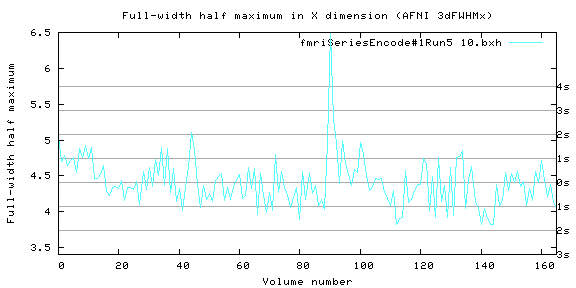 Full-width half maximum in X dimension (AFNI 3dFWHMx)
fmriSeriesEncode#1Run5 10.bxh
Full-width half maximum
6.5
6
5.5
5
4.5
4
3.5
4s
3s
2s
1s
0s
1s
2s
3s
0 20 40 60 80 100 120 140 160
Volume number